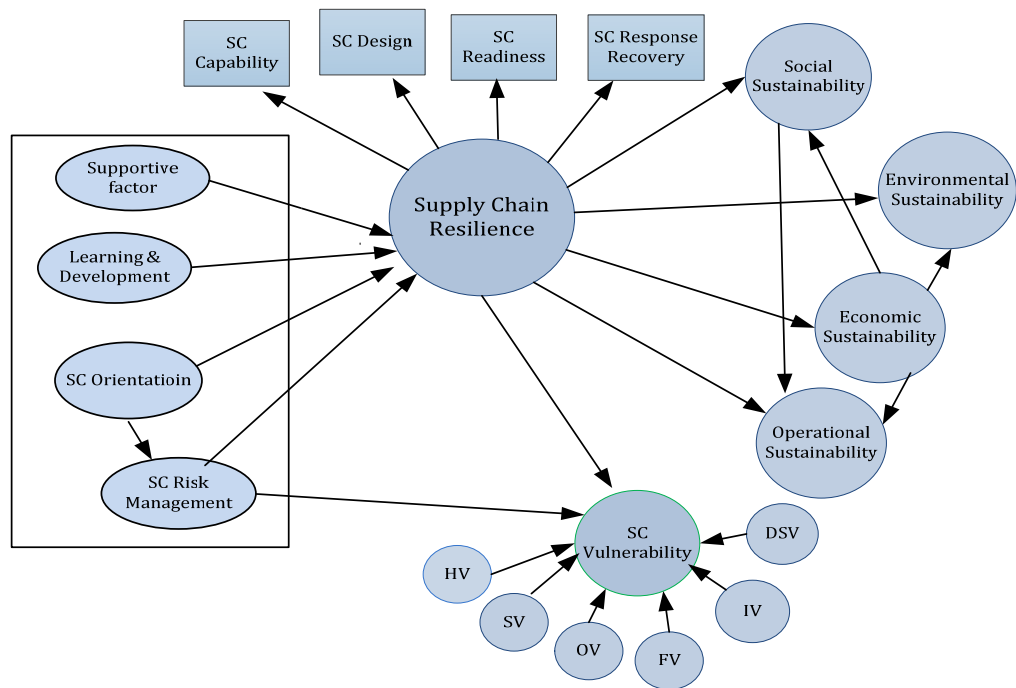 SC
Capability
SC Design
SC
Readiness
SC Response
Recovery
Social
Sustainability
Supportive
factor
Supply Chain
Resilience
Environmental
Sustainability
Learning &
Development
Economic
Sustainability
SC Orientatioin
Operational
Sustainability
SC Risk
Management
SC
Vulnerability
DSV
HV
SV
OV
FV
IV